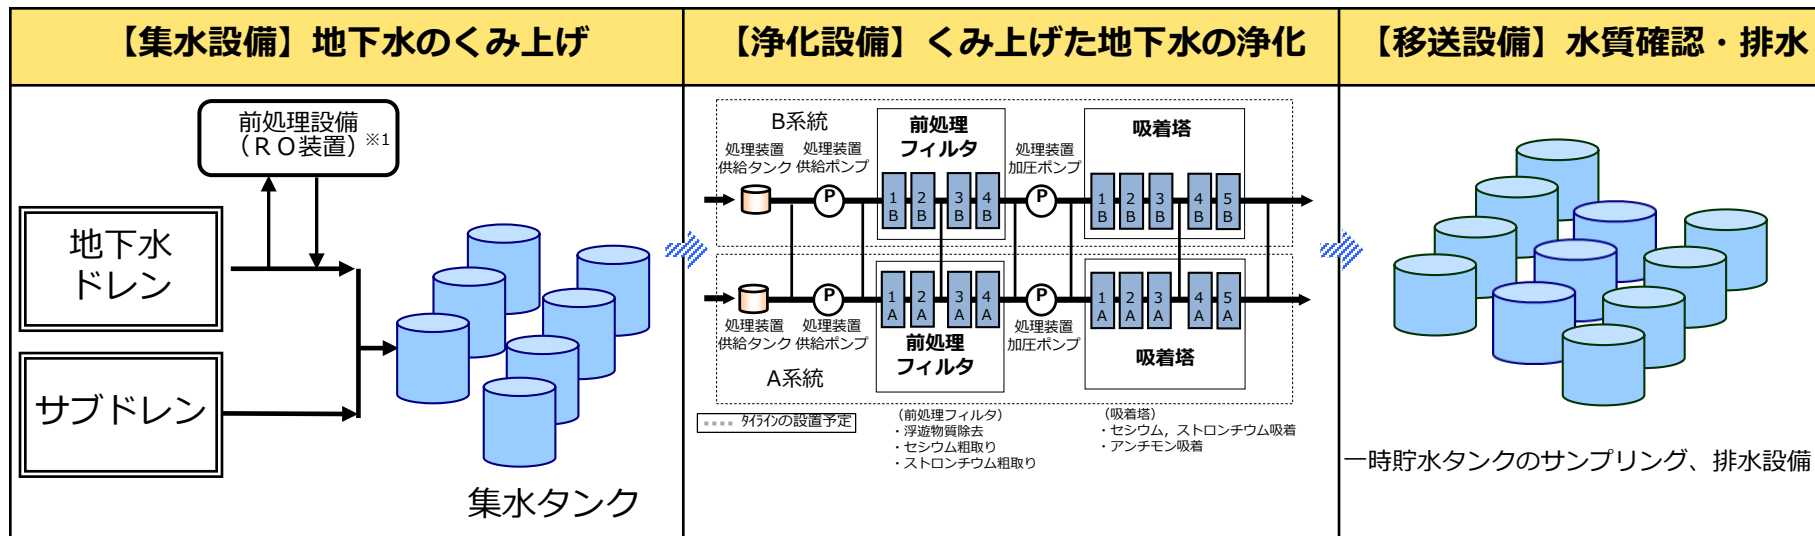 【集水設備】地下水のくみ上げ
【浄化設備】くみ上げた地下水の浄化
【移送設備】水質確認・排水
前処理設備
（ＲＯ装置）※1
地下水
ドレン
サブドレン
集水タンク
B系統
処理装置
供給タンク
処理装置
供給ポンプ
前処理
フィルタ
処理装置
加圧ポンプ
吸着塔
P
1B
2B
3B
4B
P
1B
2B
3B
4B
5B
P
1A
2A
3A
4A
P
1A
2A
3A
4A
5A
処理装置
供給タンク
処理装置
供給ポンプ
前処理
フィルタ
処理装置
加圧ポンプ
吸着塔
A系統
ﾀｲﾗｲﾝの設置予定
（前処理フィルタ）
・浮遊物質除去
・セシウム粗取り
・ストロンチウム粗取り
（吸着塔）
・セシウム，ストロンチウム吸着
・アンチモン吸着
一時貯水タンクのサンプリング、排水設備